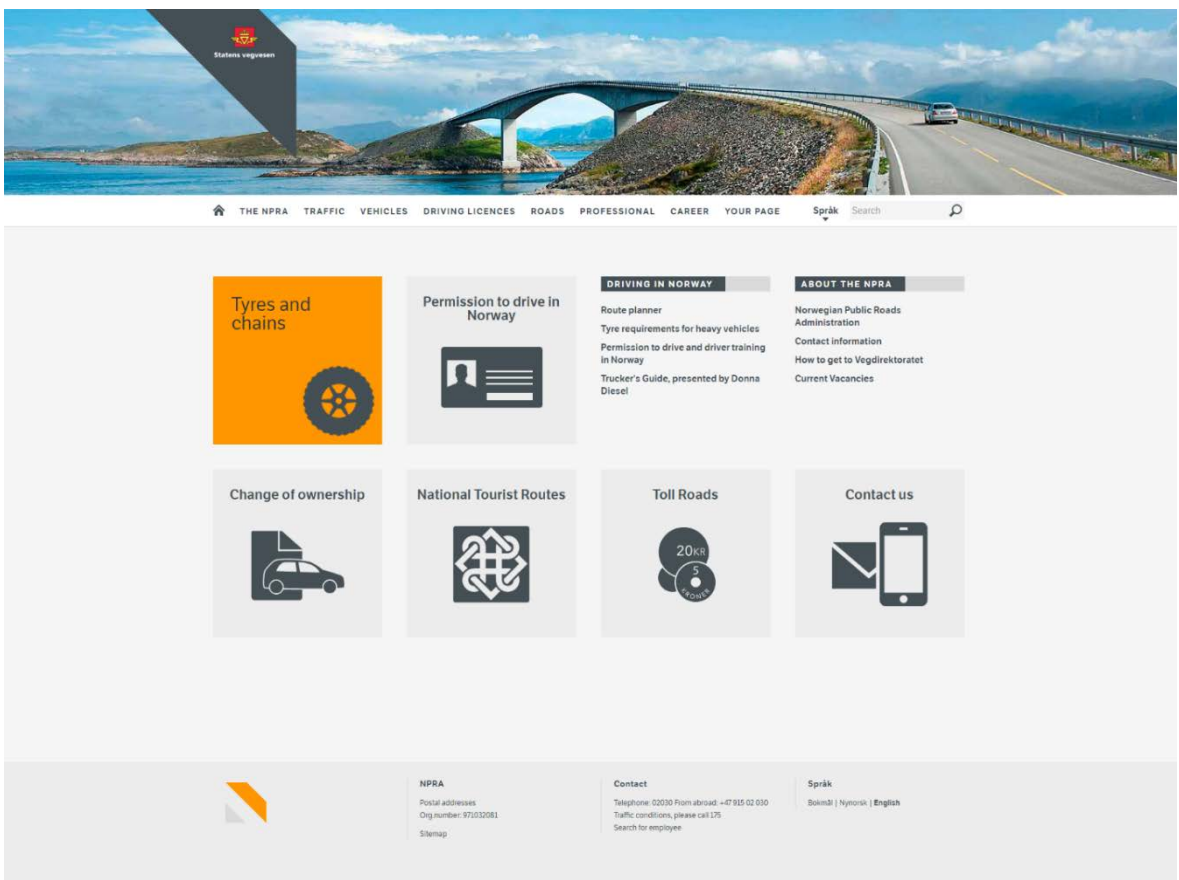 Statens vegvesen
THE NPRA TRAFFIC VEHICLES DRIVING LICENCES ROADS PROFESSIONAL CAREER YOUR PAGE Språk Search
Tyres and
chains
Permission to drive in
Norway
DRIVING IN NORWAY
Route planner
Tyre requirements for heavy vehicles
Permission to drive and driver training
in Norway
Trucker's Guide, presented by Donna
Diesel
ABOUT THE NPRA
Norwegian Public Roads
Administration
Contact information
How to get to Vegdirektoratet
Current Vacancies
Change of ownership
National Tourist Routes
Toll Roads
20KR
5
KRONER
Contact us
NPRA
Postal addresses
Org.number: 971032081
Sitemap
Contact
Telephone: 02030 From abroad: +47 915 02 030
Traffic conditions, please call 175
Search for employee
Språk
Bokmål | Nynorsk | English